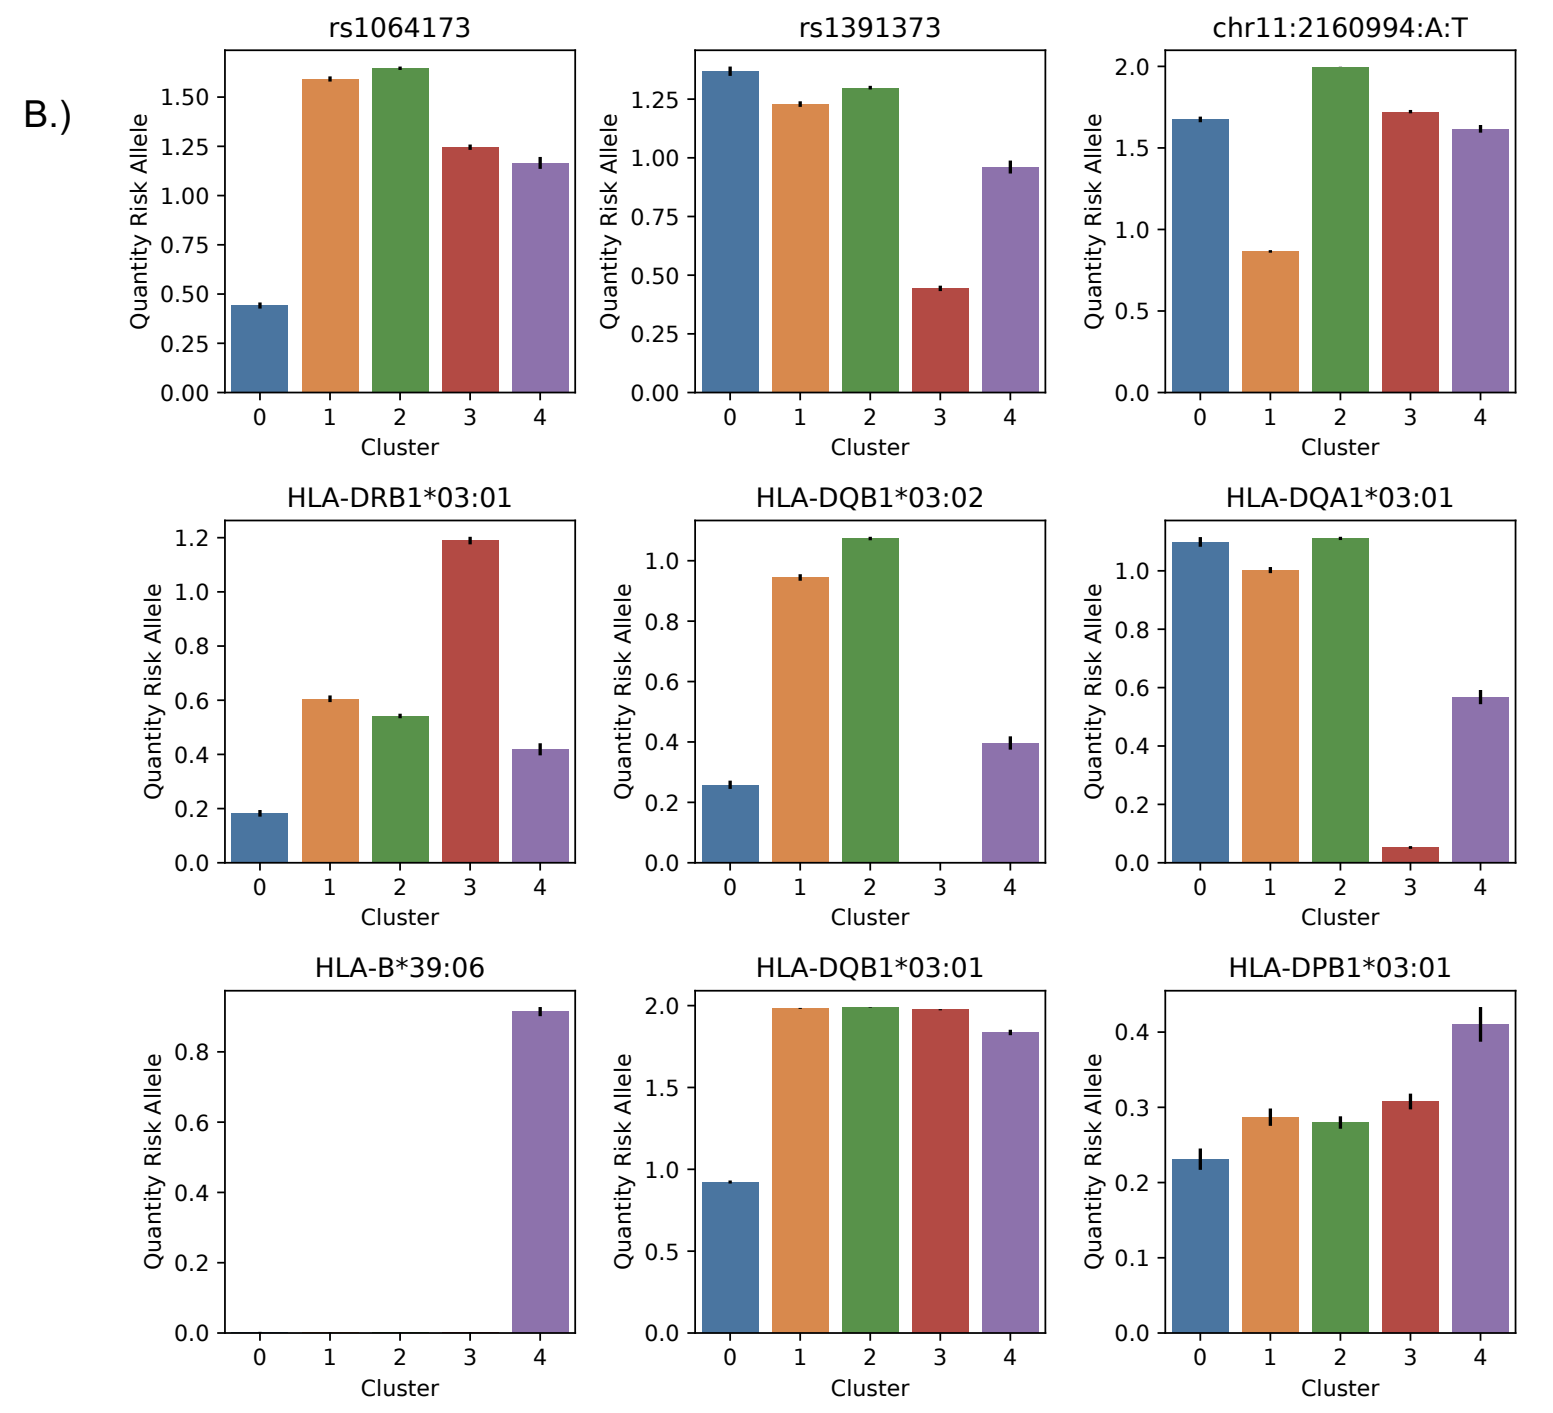 B.)
rs1064173
Quantity Risk Allele
1.50
1.25
1.00
0.75
0.50
0.25
0.00
0 1 2 3 4
Cluster
rs1391373
Quantity Risk Allele
1.25
1.00
0.75
0.50
0.25
0.00
0 1 2 3 4
Cluster
chr11:2160994:A:T
Quantity Risk Allele
2.0
1.5
1.0
0.5
0.0
0 1 2 3 4
Cluster
HLA-DRB1*03:01
Quantity Risk Allele
1.2
1.0
0.8
0.6
0.4
0.2
0.0
0 1 2 3 4
Cluster
HLA-DQB1*03:02
Quantity Risk Allele
1.0
0.8
0.6
0.4
0.2
0.0
0 1 2 3 4
Cluster
HLA-DQA1*03:01
Quantity Risk Allele
1.0
0.8
0.6
0.4
0.2
0.0
0 1 2 3 4
Cluster
HLA-B*39:06
Quantity Risk Allele
0.8
0.6
0.4
0.2
0.0
0 1 2 3 4
Cluster
HLA-DQB1*03:01
Quantity Risk Allele
2.0
1.5
1.0
0.5
0.0
0 1 2 3 4
Cluster
HLA-DPB1*03:01
Quantity Risk Allele
0.4
0.3
0.2
0.1
0.0
0 1 2 3 4
Cluster